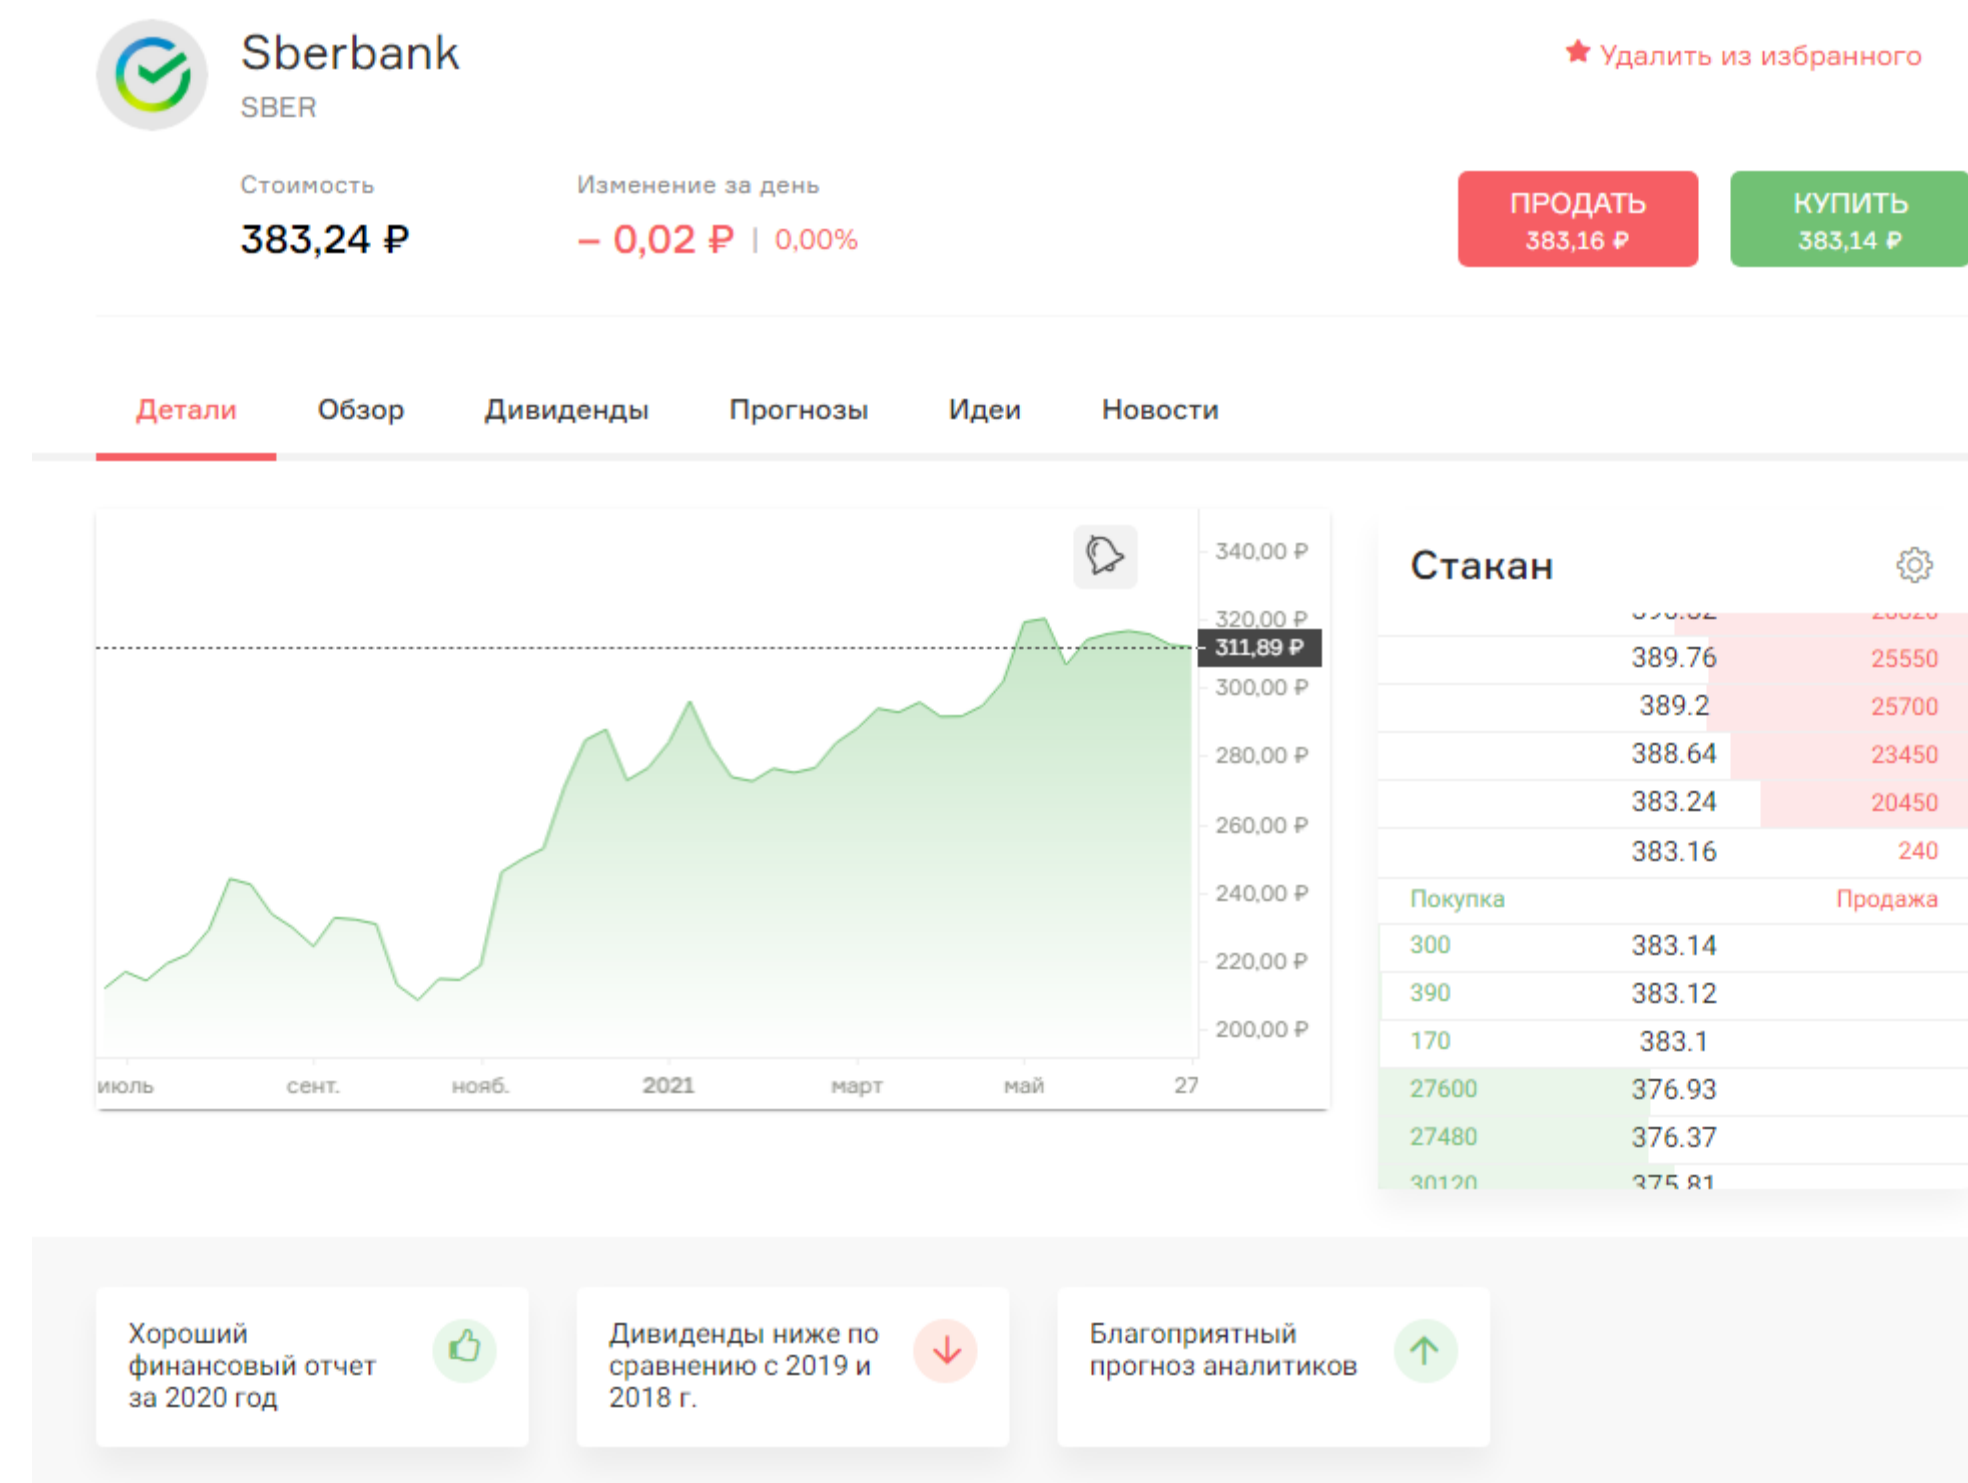 Sberbank
SBER
Удалить из избранного
Стоимость
383,24 ₽
Изменение за день
– 0,02 ₽ | 0,00%
ПРОДАТЬ
383,16 ₽
КУПИТЬ
383,14 ₽
Детали Обзор Дивиденды Прогнозы Идеи Новости
340,00 ₽
320,00 ₽
311,89 ₽
300,00 ₽
280,00 ₽
260,00 ₽
240,00 ₽
220,00 ₽
200,00 ₽
июль сент. нояб. 2021 март май 27
Стакан
389.76 25550
389.2 25700
388.64 23450
383.24 20450
383.16 240
Покупка Продажа
300 383.14
390 383.12
170 383.1
27600 376.93
27480 376.37
30120 375.81
Хороший
финансовый отчет
за 2020 год
Дивиденды ниже по
сравнению с 2019 и
2018 г.
Благоприятный
прогноз аналитиков